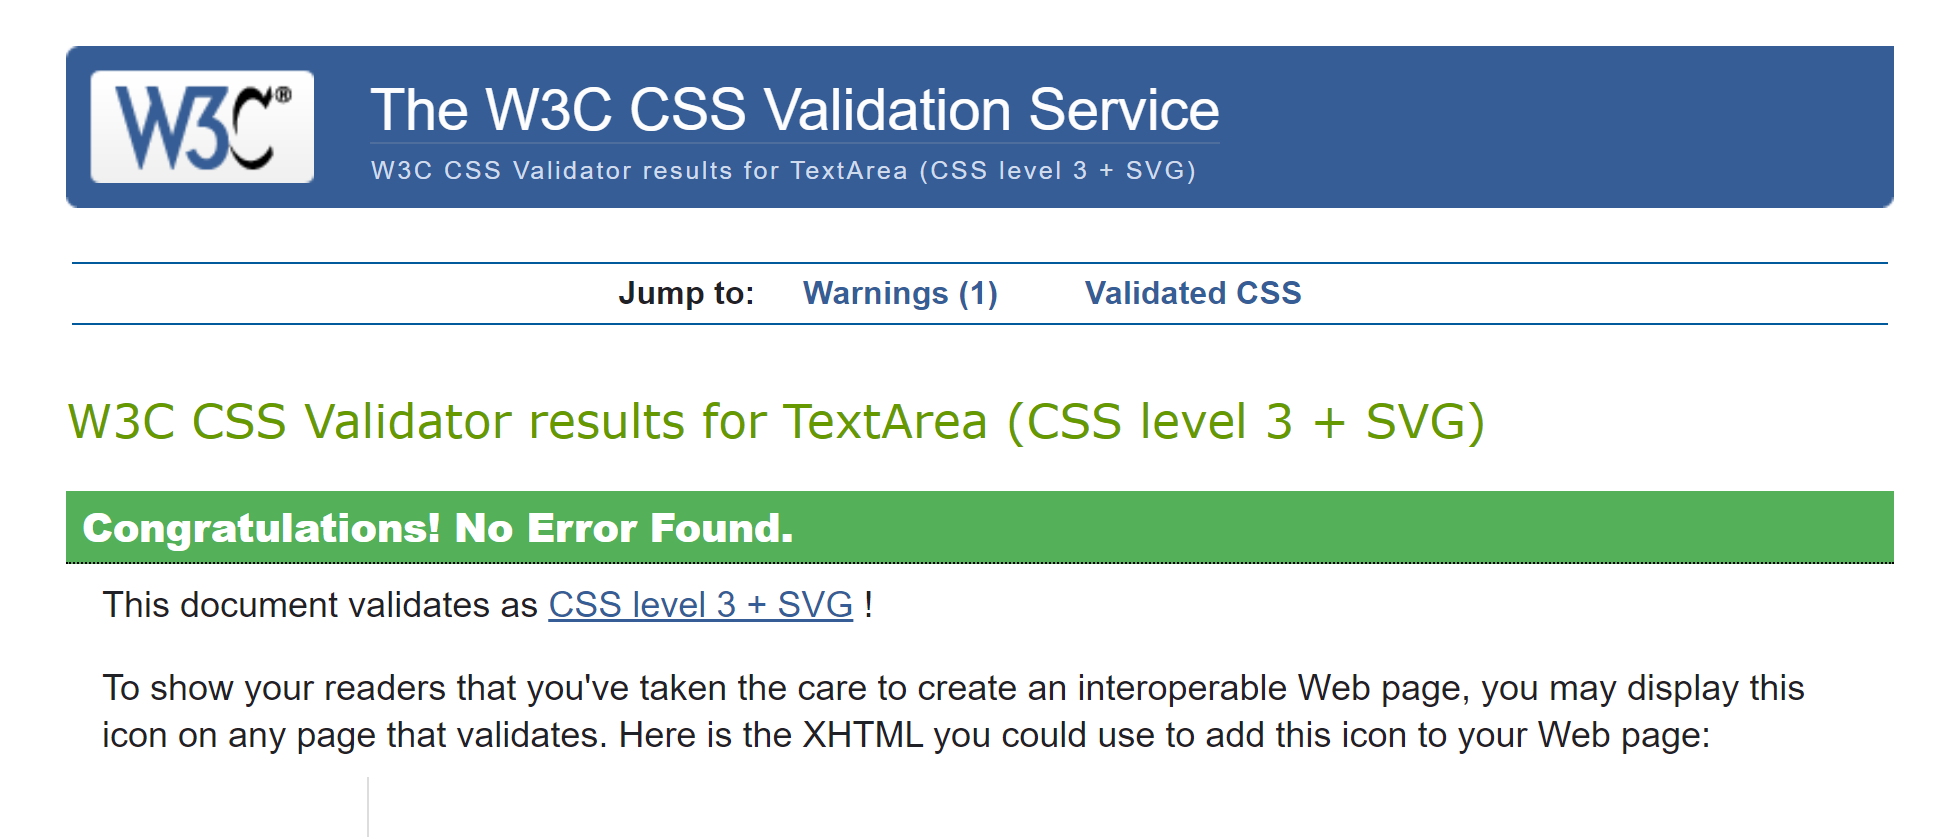 W3C®
The W3C CSS Validation Service
W3C CSS Validator results for TextArea (CSS level 3 + SVG)
Jump to: Warnings (1) Validated CSS
W3C CSS Validator results for TextArea (CSS level 3 + SVG)
Congratulations! No Error Found.
This document validates as CSS level 3 + SVG !
To show your readers that you've taken the care to create an interoperable Web page, you may display this
icon on any page that validates. Here is the XHTML you could use to add this icon to your Web page: